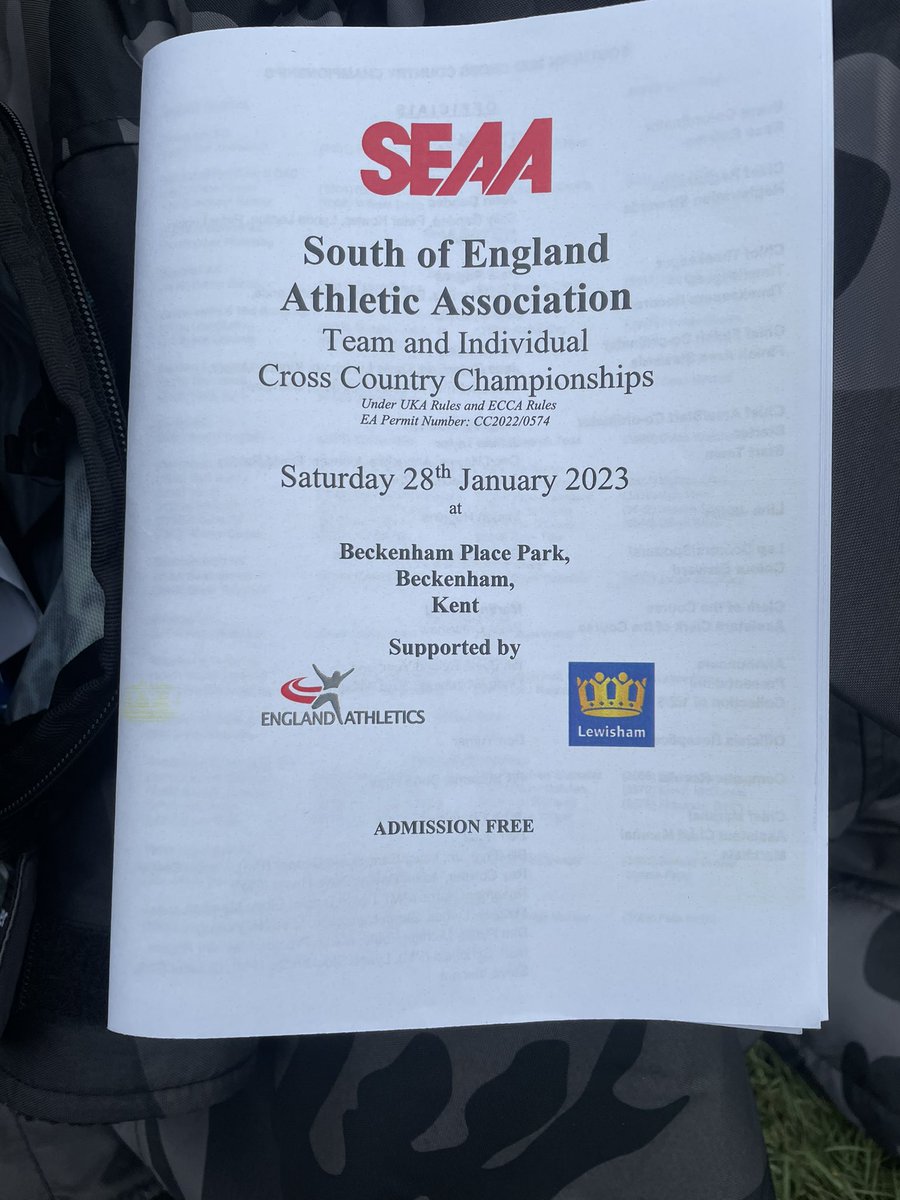 SEAA
South of England
Athletic Association
Team and Individual
Cross Country Championships
Under UKA Rules and ECCA Rules
EA Permit Number: CC2022/0574
Saturday 28th January 2023
at
Beckenham Place Park,
Beckenham,
Kent
Supported by
ENGLAND ATHLETICS
Lewisham
ADMISSION FREE